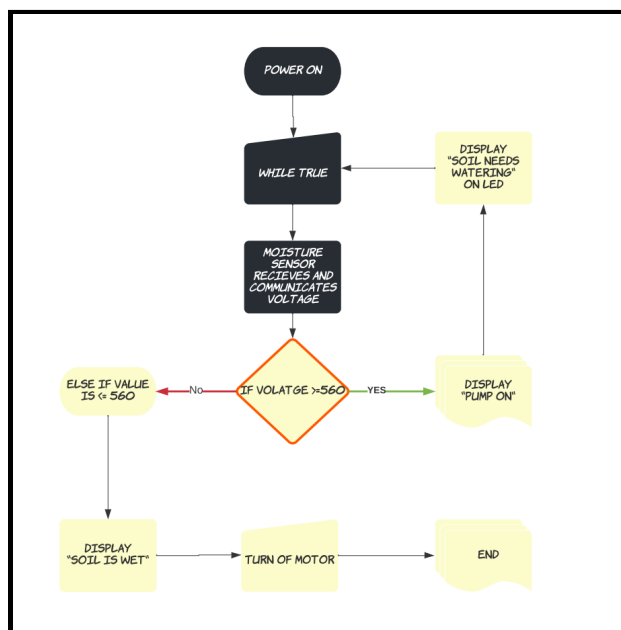 POWER ON
WHILE TRUE
DISPLAY
"SOIL NEEDS
WATERING"
ON LED
MOISTURE
SENSOR
RECIEVES AND
COMMUNICATES
VOLTAGE
ELSE IF VALUE
IS <= 560
No
IF VOLATGE >=560
YES
DISPLAY
"PUMP ON"
DISPLAY
"SOIL IS WET"
TURN OF MOTOR
END